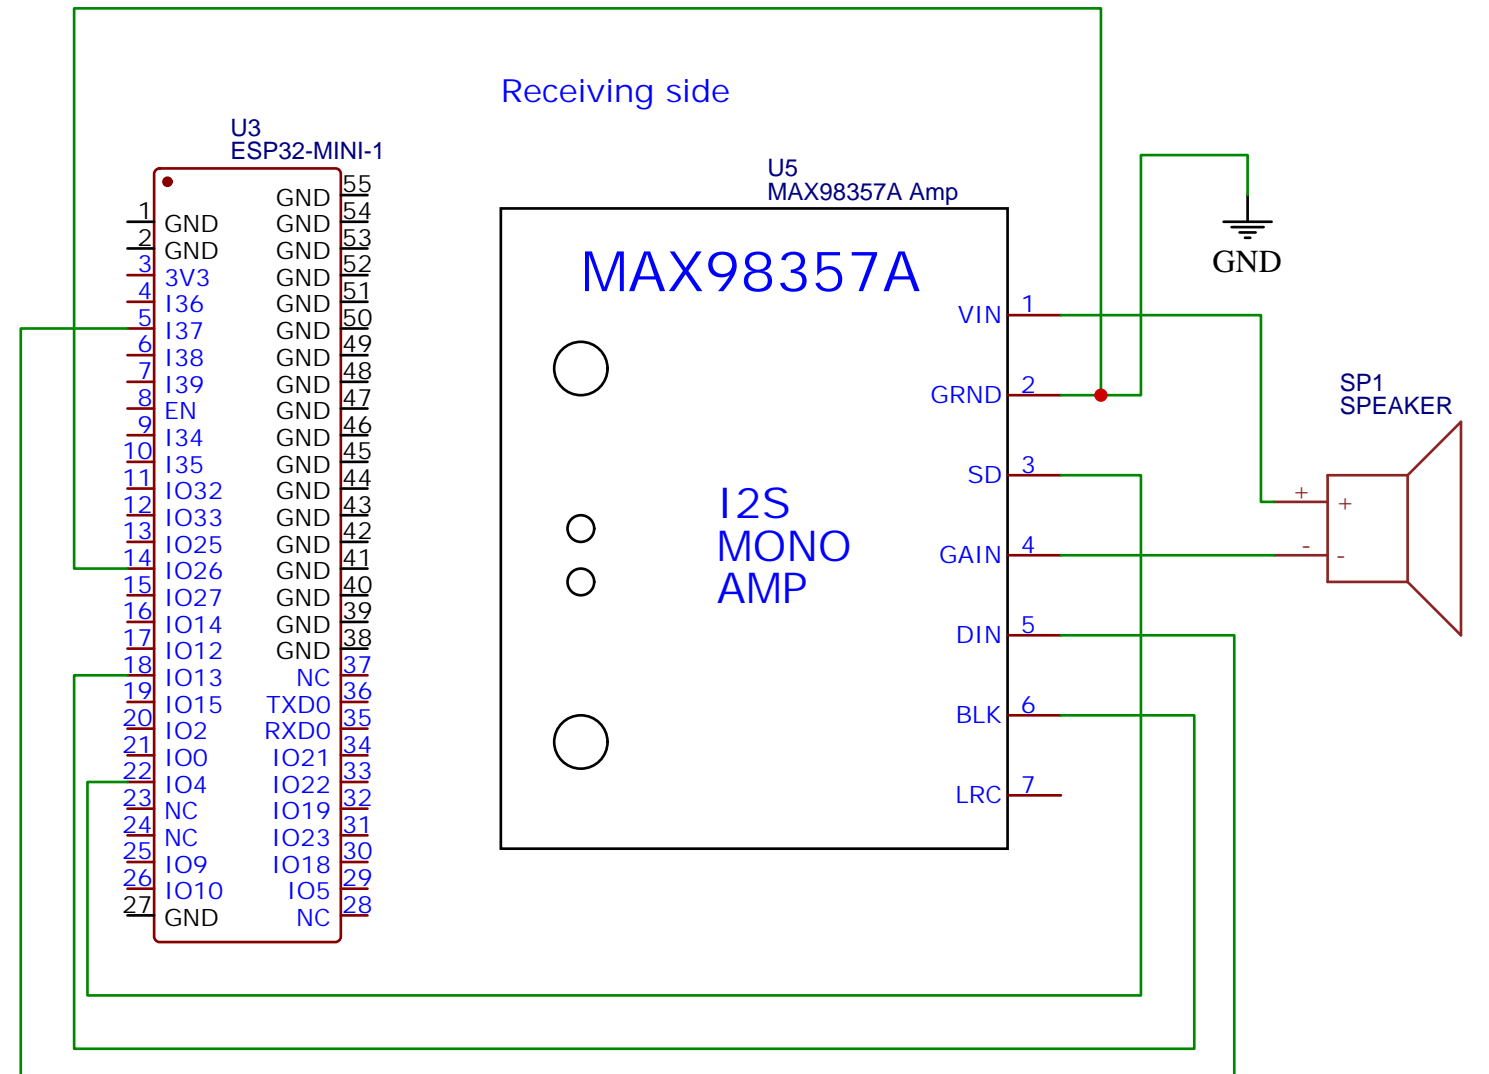 Receiving side
U3
ESP32-MINI-1
1 GND
2 GND
3 3V3
4 I36
5 I37
6 I38
7 I39
8 EN
9 I34
10 I35
11 IO32
12 IO33
13 IO25
14 IO26
15 IO27
16 IO14
17 IO12
18 IO13
19 IO15
20 IO2
21 IO0
22 IO4
23 NC
24 NC
25 IO9
26 IO10
27 GND
GND 55
GND 54
GND 53
GND 52
GND 51
GND 50
GND 49
GND 48
GND 47
GND 46
GND 45
GND 44
GND 43
GND 42
GND 41
GND 40
GND 39
GND 38
NC 37
TXD0 36
RXD0 35
IO21 34
IO22 33
IO19 32
IO23 31
IO18 30
IO5 29
NC 28
U5
MAX98357A Amp
MAX98357A
I2S
MONO
AMP
VIN 1
GRND 2
SD 3
GAIN 4
DIN 5
BLK 6
LRC 7
GND
SP1
SPEAKER
+ +
- -